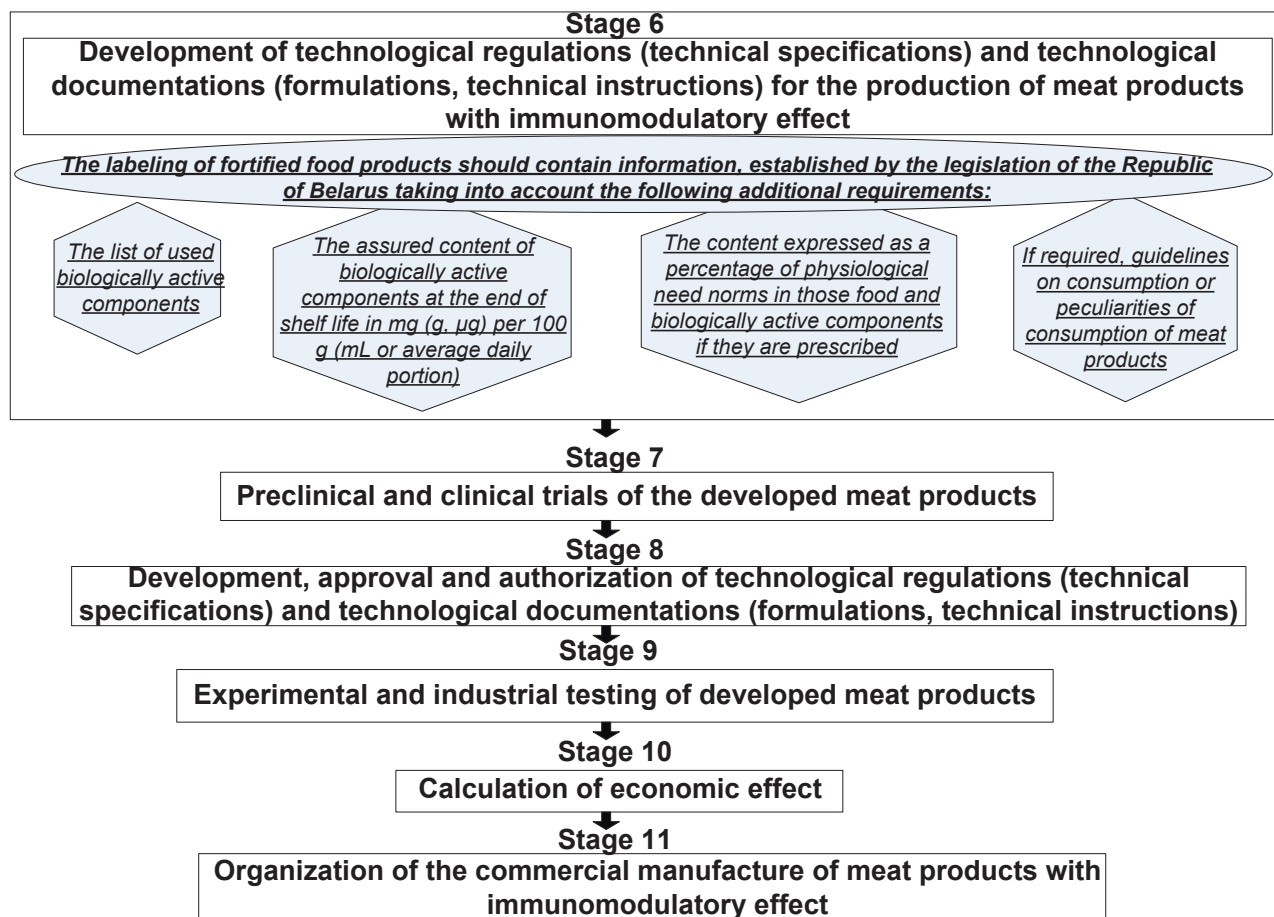 Stage 6
Development of technological regulations (technical specifications) and technological
documentations (formulations, technical instructions) for the production of meat products
with immunomodulatory effect
The labeling of fortified food products should contain information, established by the legislation of the Republic
of Belarus taking into account the following additional requirements:
The list of used
biologically active
components
The assured content of
biologically active
components at the end of
shelf life in mg (g, µg) per 100
g (mL or average daily
portion)
The content expressed as a
percentage of physiological
need norms in those food and
biologically active components
if they are prescribed
If required, guidelines
on consumption or
peculiarities of
consumption of meat
products
Stage 7
Preclinical and clinical trials of the developed meat products
Stage 8
Development, approval and authorization of technological regulations (technical
specifications) and technological documentations (formulations, technical instructions)
Stage 9
Experimental and industrial testing of developed meat products
Stage 10
Calculation of economic effect
Stage 11
Organization of the commercial manufacture of meat products with
immunomodulatory effect